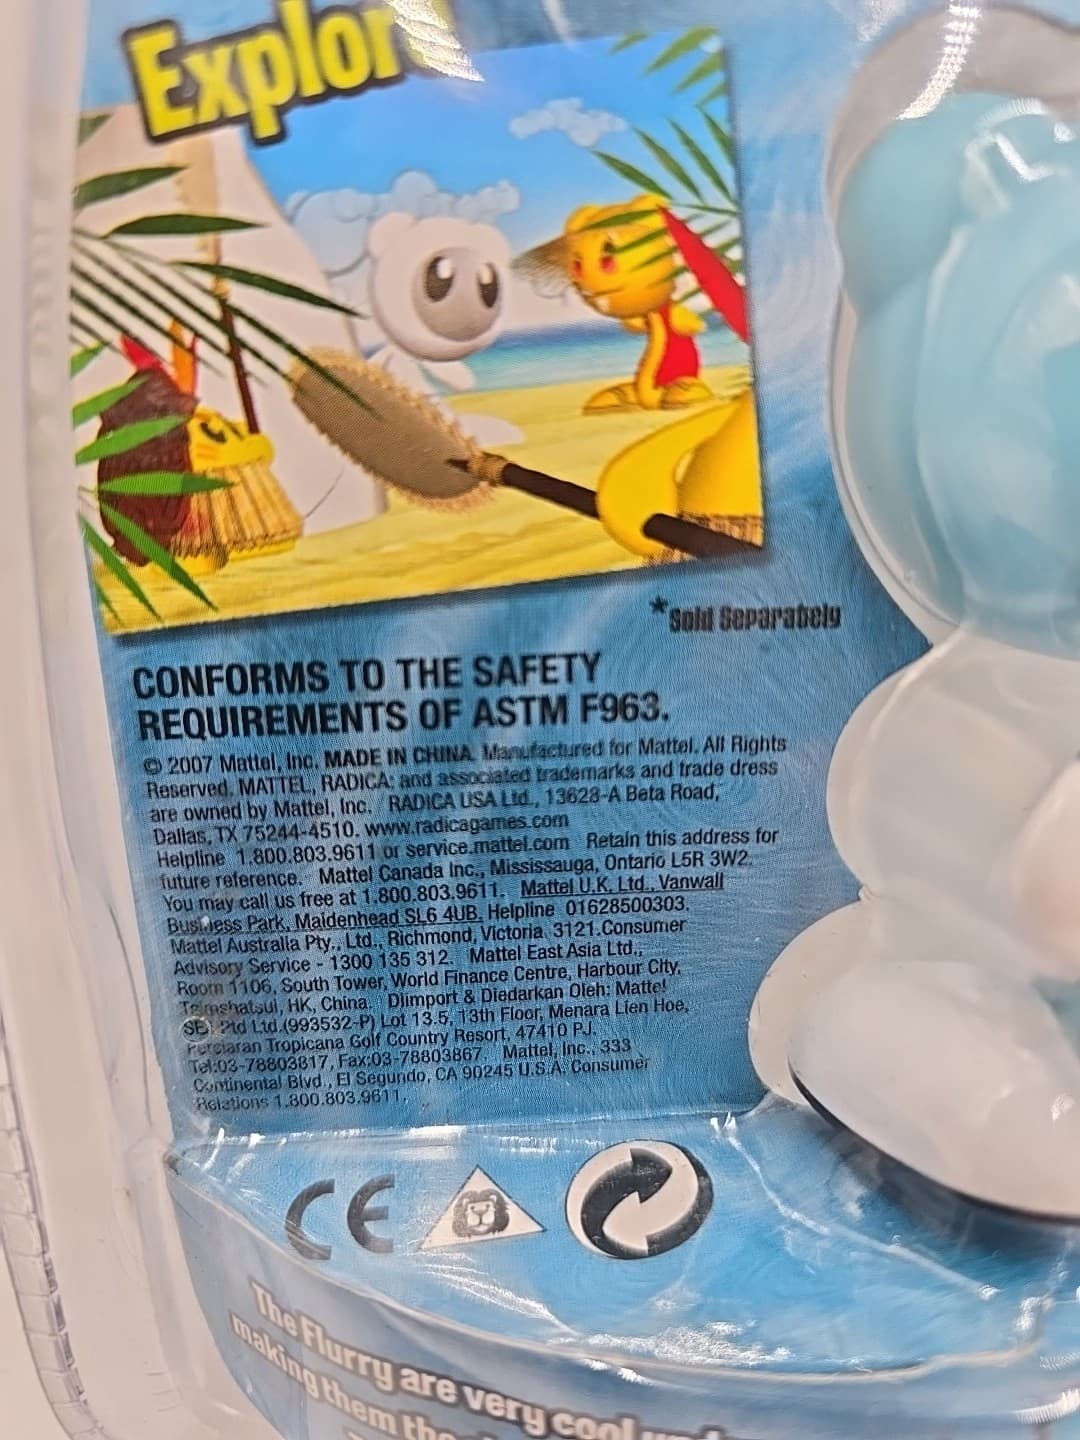 Explor
*Sold Separately
CONFORMS TO THE SAFETY
REQUIREMENTS OF ASTM F963.
© 2007 Mattel, Inc. MADE IN CHINA. Manufactured for Mattel. All Rights
Reserved. MATTEL, RADICA: and associated trademarks and trade dress
are owned by Mattel, Inc. RADICA USA Ltd., 13628-A Beta Road,
Dallas, TX 75244-4510. www.radicagames.com
Helpline 1.800.803.9611 or service.mattel.com Retain this address for
future reference. Mattel Canada Inc., Mississauga, Ontario L5R 3W2.
You may call us free at 1.800.803.9611. Mattel U.K. Ltd., Vanwall
Business Park, Maidenhead SL6 4UB. Helpline 01628500303.
Mattel Australia Pty., Ltd., Richmond, Victoria. 3121.Consumer
Advisory Service - 1300 135 312. Mattel East Asia Ltd.,
Room 1106, South Tower, World Finance Centre, Harbour City,
Tsimshatsui, HK, China. Diimport & Diedarkan Oleh: Mattel
SEA Ptd Ltd.(993532-P) Lot 13.5, 13th Floor, Menara Lien Hoe,
Persiaran Tropicana Golf Country Resort, 47410 PJ.
Tel:03-78803817, Fax:03-78803867. Mattel, Inc., 333
Continental Blvd., El Segundo, CA 90245 U.S.A. Consumer
Relations 1.800.803.9611.
CE
The Flurry are very cool
making them the